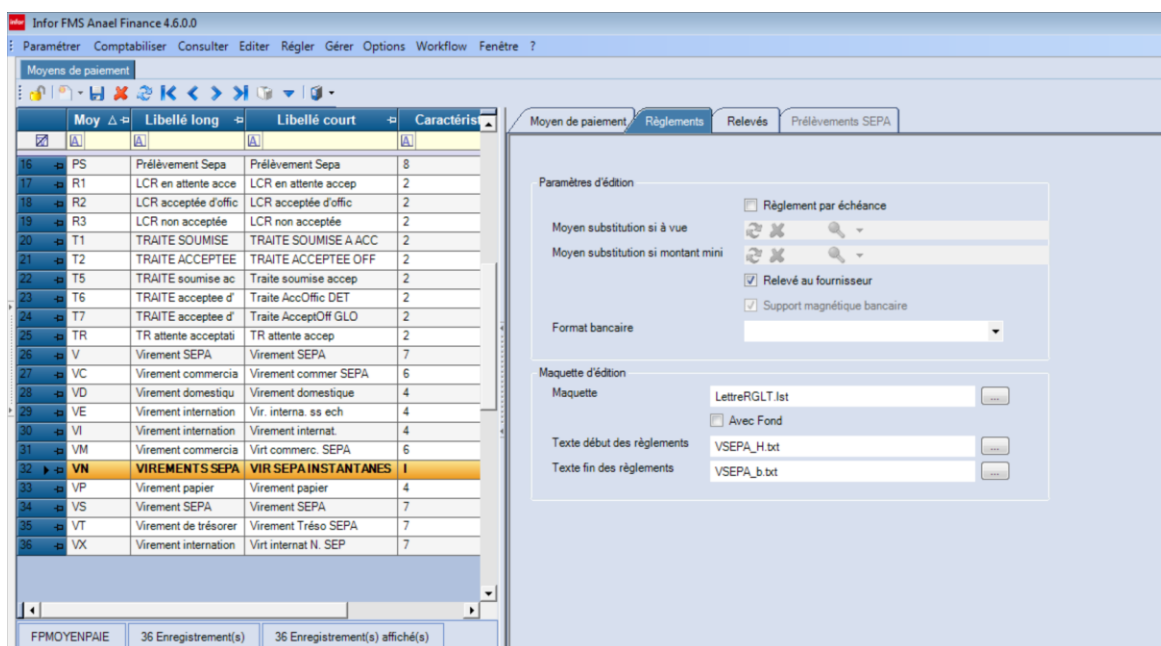 infor Infor FMS Anael Finance 4.6.0.0
Paramétrer Comptabiliser Consulter Editer Régler Gérer Options Workflow Fenêtre ?
Moyens de paiement
Moy Libellé long Libellé court Caractérist
16 PS Prélèvement Sepa Prélèvement Sepa 8
17 R1 LCR en attente acce LCR en attente accep 2
18 R2 LCR acceptée d'offic LCR acceptée d'offic 2
19 R3 LCR non acceptée LCR non acceptée 2
20 T1 TRAITE SOUMISE TRAITE SOUMISE A ACC 2
21 T2 TRAITE ACCEPTEE TRAITE ACCEPTEE OFF 2
22 T5 TRAITE soumise ac Traite soumise accep 2
23 T6 TRAITE acceptee d' Traite AccOffic DET 2
24 T7 TRAITE acceptee d' Traite AcceptOff GLO 2
25 TR TR attente acceptati TR attente accep 2
26 V Virement SEPA Virement SEPA 7
27 VC Virement commercia Virement commer SEPA 6
28 VD Virement domestiqu Virement domestique 4
29 VE Virement internation Vir. interna. ss ech 4
30 VI Virement internation Virement internat. 4
31 VM Virement commercia Virt commerc. SEPA 6
32 VN VIREMENTS SEPA VIR SEPA INSTANTANES I
33 VP Virement papier Virement papier 4
34 VS Virement SEPA Virement SEPA 7
35 VT Virement de trésorer Virement Tréso SEPA 7
36 VX Virement internation Virt internat N. SEP 7
FPMOYENPAIE 36 Enregistrement(s) 36 Enregistrement(s) affiché(s)
Moyen de paiement Règlements Relevés Prélèvements SEPA
Paramètres d'édition
Règlement par échéance
Moyen substitution si à vue
Moyen substitution si montant mini
Relevé au fournisseur
Support magnétique bancaire
Format bancaire
Maquette d'édition
Maquette LettreRGLT.lst ...
Avec Fond
Texte début des règlements VSEPA_H.txt ...
Texte fin des règlements VSEPA_b.txt ...